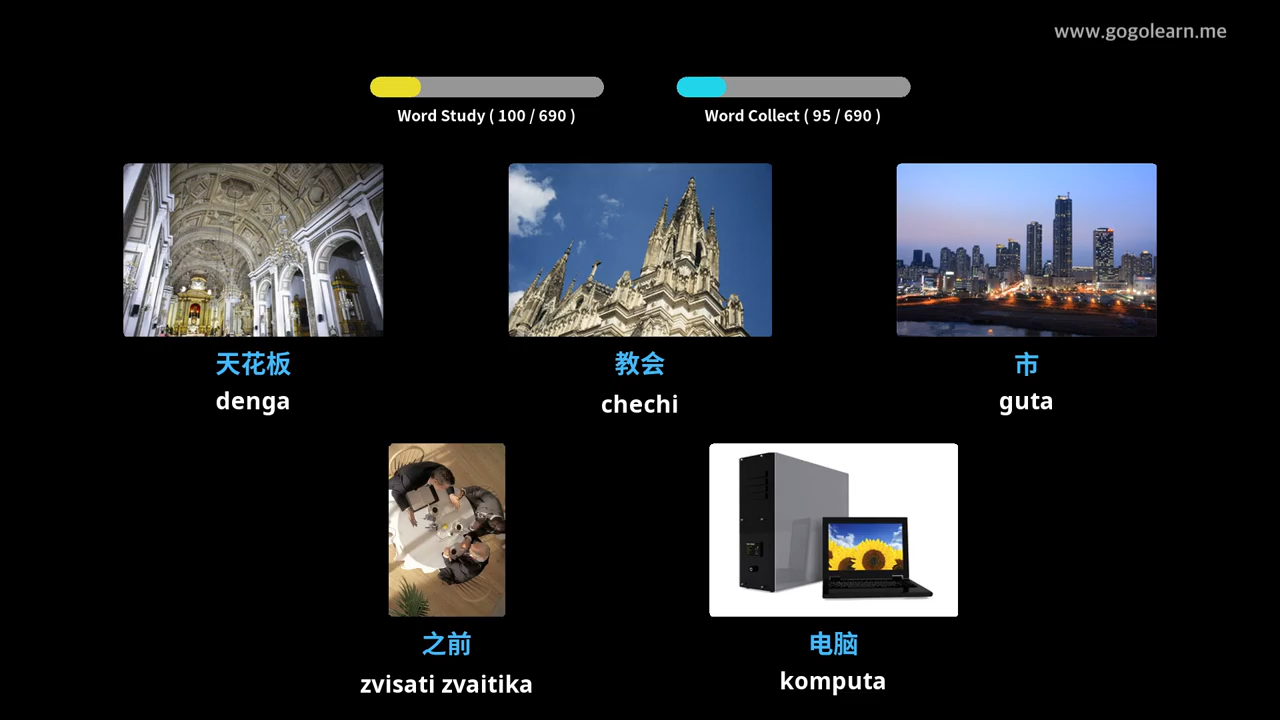 www.gogolearn.me
Word Study ( 100 / 690 )
Word Collect ( 95 / 690 )
天花板
denga
教会
chechi
市
guta
之前
zvisati zvaitika
电脑
komputa